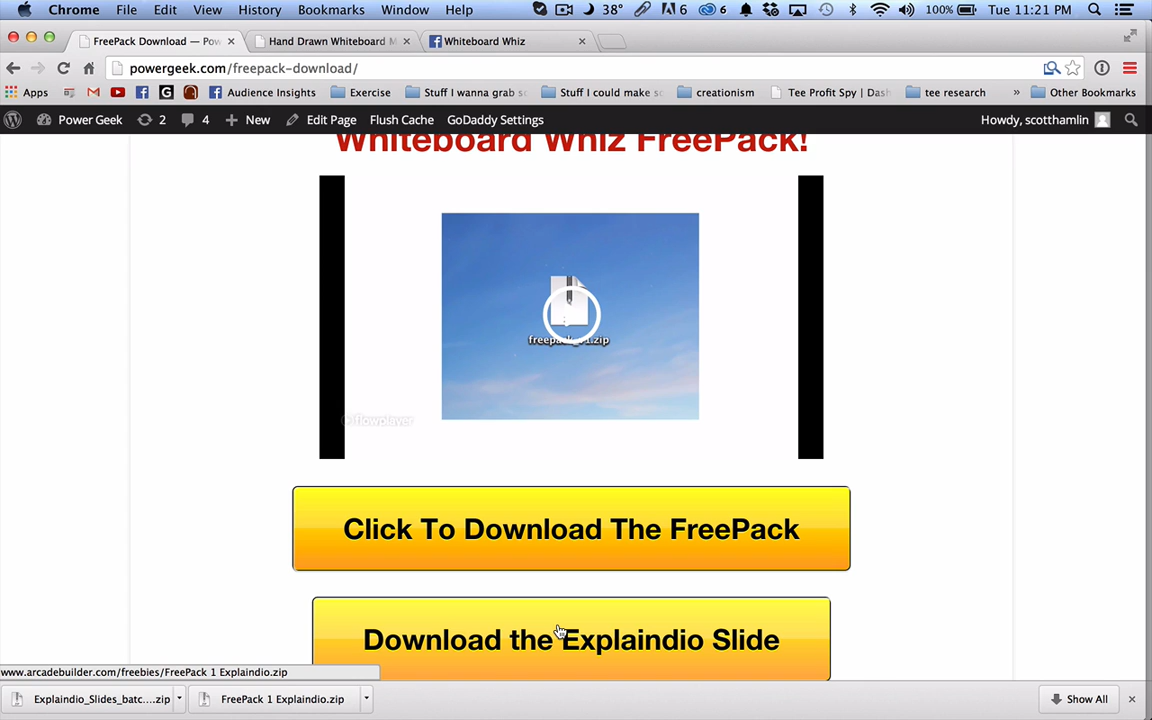 Chrome File Edit View History Bookmarks Window Help 38° 6 6 100% Tue 11:21 PM
FreePack Download — Pow Hand Drawn Whiteboard M Whiteboard Whiz
powergeek.com/freepack-download/
Apps Audience Insights Exercise Stuff I wanna grab sc Stuff I could make sc creationism Tee Profit Spy | Dash tee research » Other Bookmarks
Power Geek 2 4 New Edit Page Flush Cache GoDaddy Settings Howdy, scotthamlin
Whiteboard Whiz FreePack!
flowplayer
Click To Download The FreePack
Download the Explaindio Slide
www.arcadebuilder.com/freebies/FreePack 1 Explaindio.zip
Explaindio_Slides_batc....zip FreePack 1 Explaindio.zip Show All